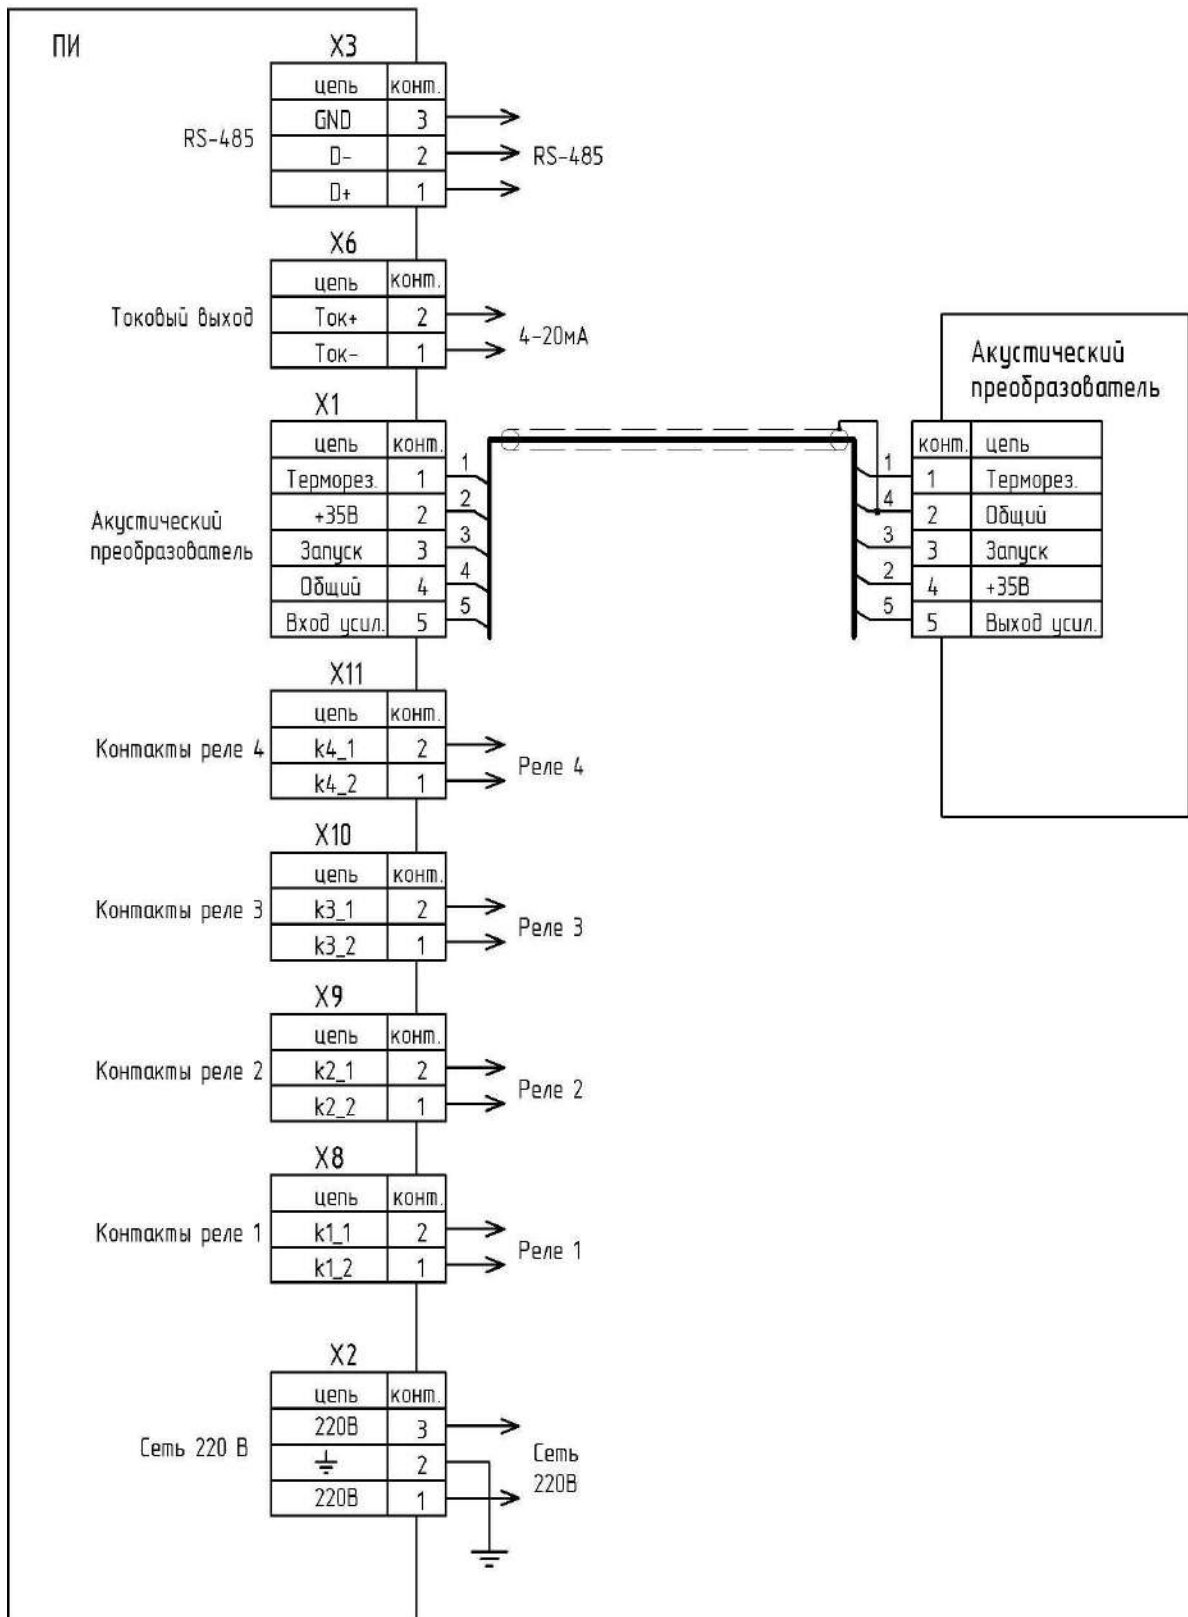 ПИ
X3
цепь конт.
GND 3
D- 2
D+ 1
RS-485
RS-485
X6
цепь конт.
Ток+ 2
Ток- 1
Токовый выход
4-20мА
X1
цепь конт.
Терморез. 1
+35В 2
Запуск 3
Общий 4
Вход усил. 5
Акустический
преобразователь
1
2
3
4
5
Акустический
преобразователь
конт. цепь
1 Терморез.
2 Общий
3 Запуск
4 +35В
5 Выход усил.
1
4
3
2
5
X11
цепь конт.
k4_1 2
k4_2 1
Контакты реле 4
Реле 4
X10
цепь конт.
k3_1 2
k3_2 1
Контакты реле 3
Реле 3
X9
цепь конт.
k2_1 2
k2_2 1
Контакты реле 2
Реле 2
X8
цепь конт.
k1_1 2
k1_2 1
Контакты реле 1
Реле 1
X2
цепь конт.
220В 3
2
220В 1
Сеть 220 В
Сеть
220В